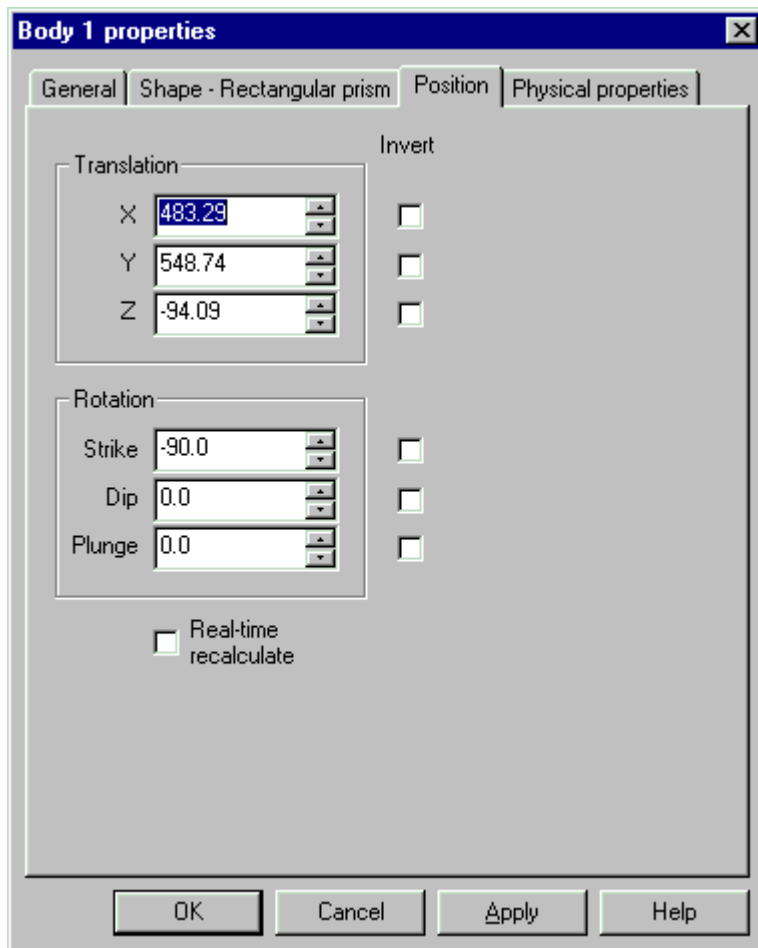 Body 1 properties
General Shape - Rectangular prism Position Physical properties
Invert
Translation
X 483.29
Y 548.74
Z -94.09
Rotation
Strike -90.0
Dip 0.0
Plunge 0.0
Real-time
recalculate
OK Cancel Apply Help